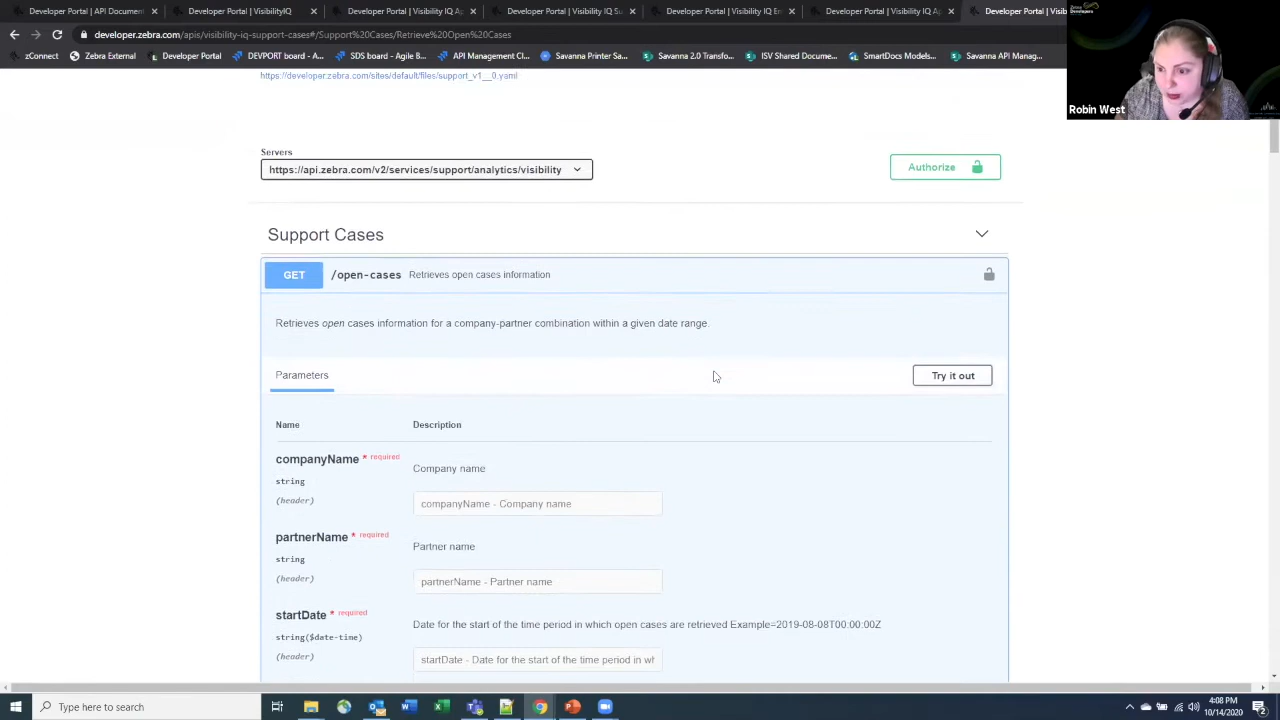 Developer Portal | API Document
Developer Portal | VisibilityIQ
Developer Portal | Visibility IQ A
Developer Portal | Visibility IQ Su
Developer Portal | Visibility IQ En
Developer Portal | Visibility IQ Ap
Developer Portal | Visib
developer.zebra.com/api/visibility-iq-support-cases#/Support%20Cases/Retrieve%20Open%20Cases
zConnect
Zebra External
Developer Portal
SDS board - Agile B...
API Management -...
Savanna Printer Se...
Savanna 2.0 Transfo...
ISV Shared Docume...
SmartDocs Models...
DEVPORT board - A...
Zebra
Developers
Robin West
https://developer.zebra.com/sites/default/files/support_v1__0.yaml
Servers
https://api.zebra.com/v2/services/support/analytics/visibility
Authorize
Support Cases
GET /open-cases Retrieves open cases information
Retrieves open cases information for a company-partner combination within a given date range.
Parameters
Try it out
Name Description
companyName * required
string
(header)
Company name
companyName - Company name
partnerName * required
string
(header)
Partner name
partnerName - Partner name
startDate * required
string($date-time)
(header)
Date for the start of the time period in which open cases are retrieved Example=2019-08-08T00:00:00Z
startDate - Date for the start of the time period in wh
Type here to search
4:08 PM
10/14/2020
2